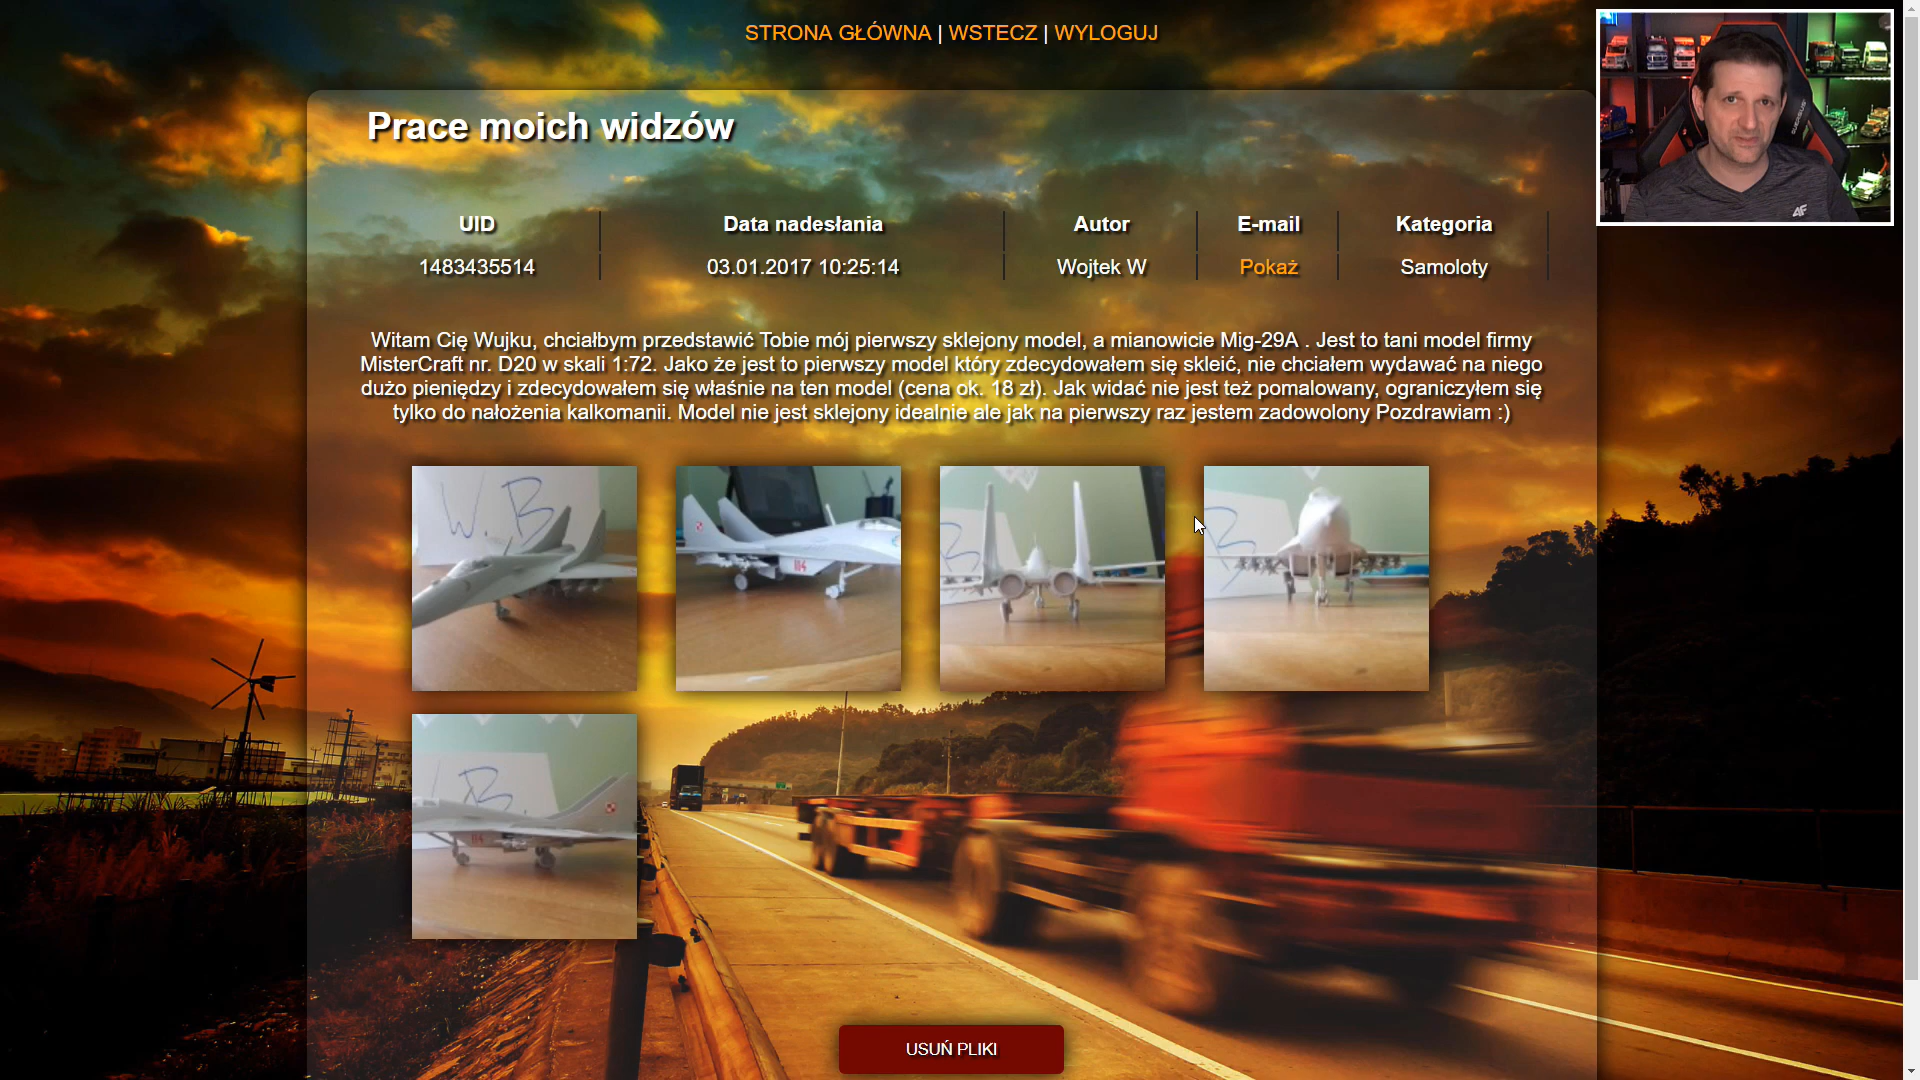 STRONA GŁÓWNA | WSTECZ | WYLOGUJ
Prace moich widzów
UID Data nadesłania Autor E-mail Kategoria
1483435514 03.01.2017 10:25:14 Wojtek W Pokaż Samoloty
Witam Cię Wujku, chciałbym przedstawić Tobie mój pierwszy sklejony model, a mianowicie Mig-29A . Jest to tani model firmy
MisterCraft nr. D20 w skali 1:72. Jako że jest to pierwszy model który zdecydowałem się skleić, nie chciałem wydawać na niego
dużo pieniędzy i zdecydowałem się właśnie na ten model (cena ok. 18 zł). Jak widać nie jest też pomalowany, ograniczyłem się
tylko do nałożenia kalkomanii. Model nie jest sklejony idealnie ale jak na pierwszy raz jestem zadowolony Pozdrawiam :)
W.B
114
B
B
B.
114
USUŃ PLIKI